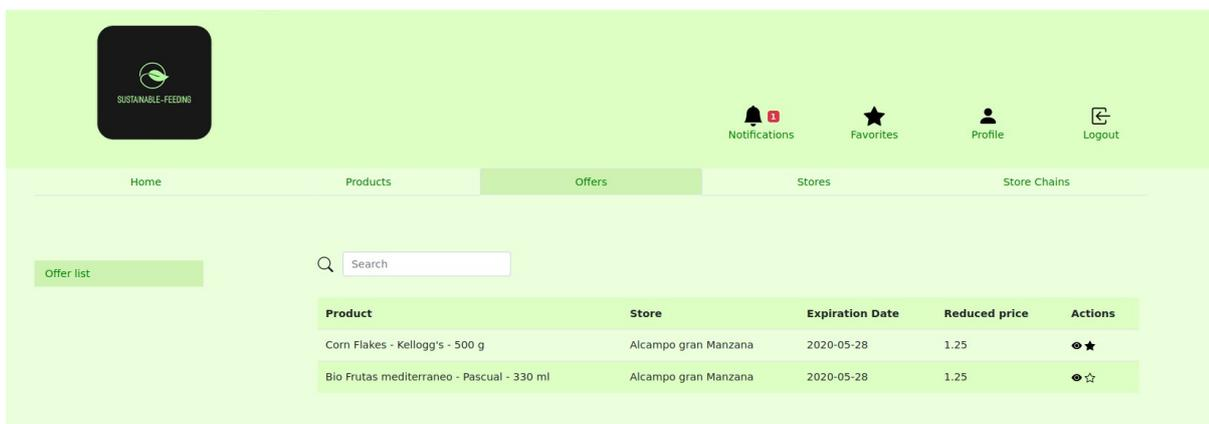 SUSTAINABLE-FEEDING
1
Notifications Favorites Profile Logout
Home Products Offers Stores Store Chains
Search
Offer list
Product Store Expiration Date Reduced price Actions
Corn Flakes - Kellogg's - 500 g Alcampo gran Manzana 2020-05-28 1.25
Bio Frutas mediterraneo - Pascual - 330 ml Alcampo gran Manzana 2020-05-28 1.25